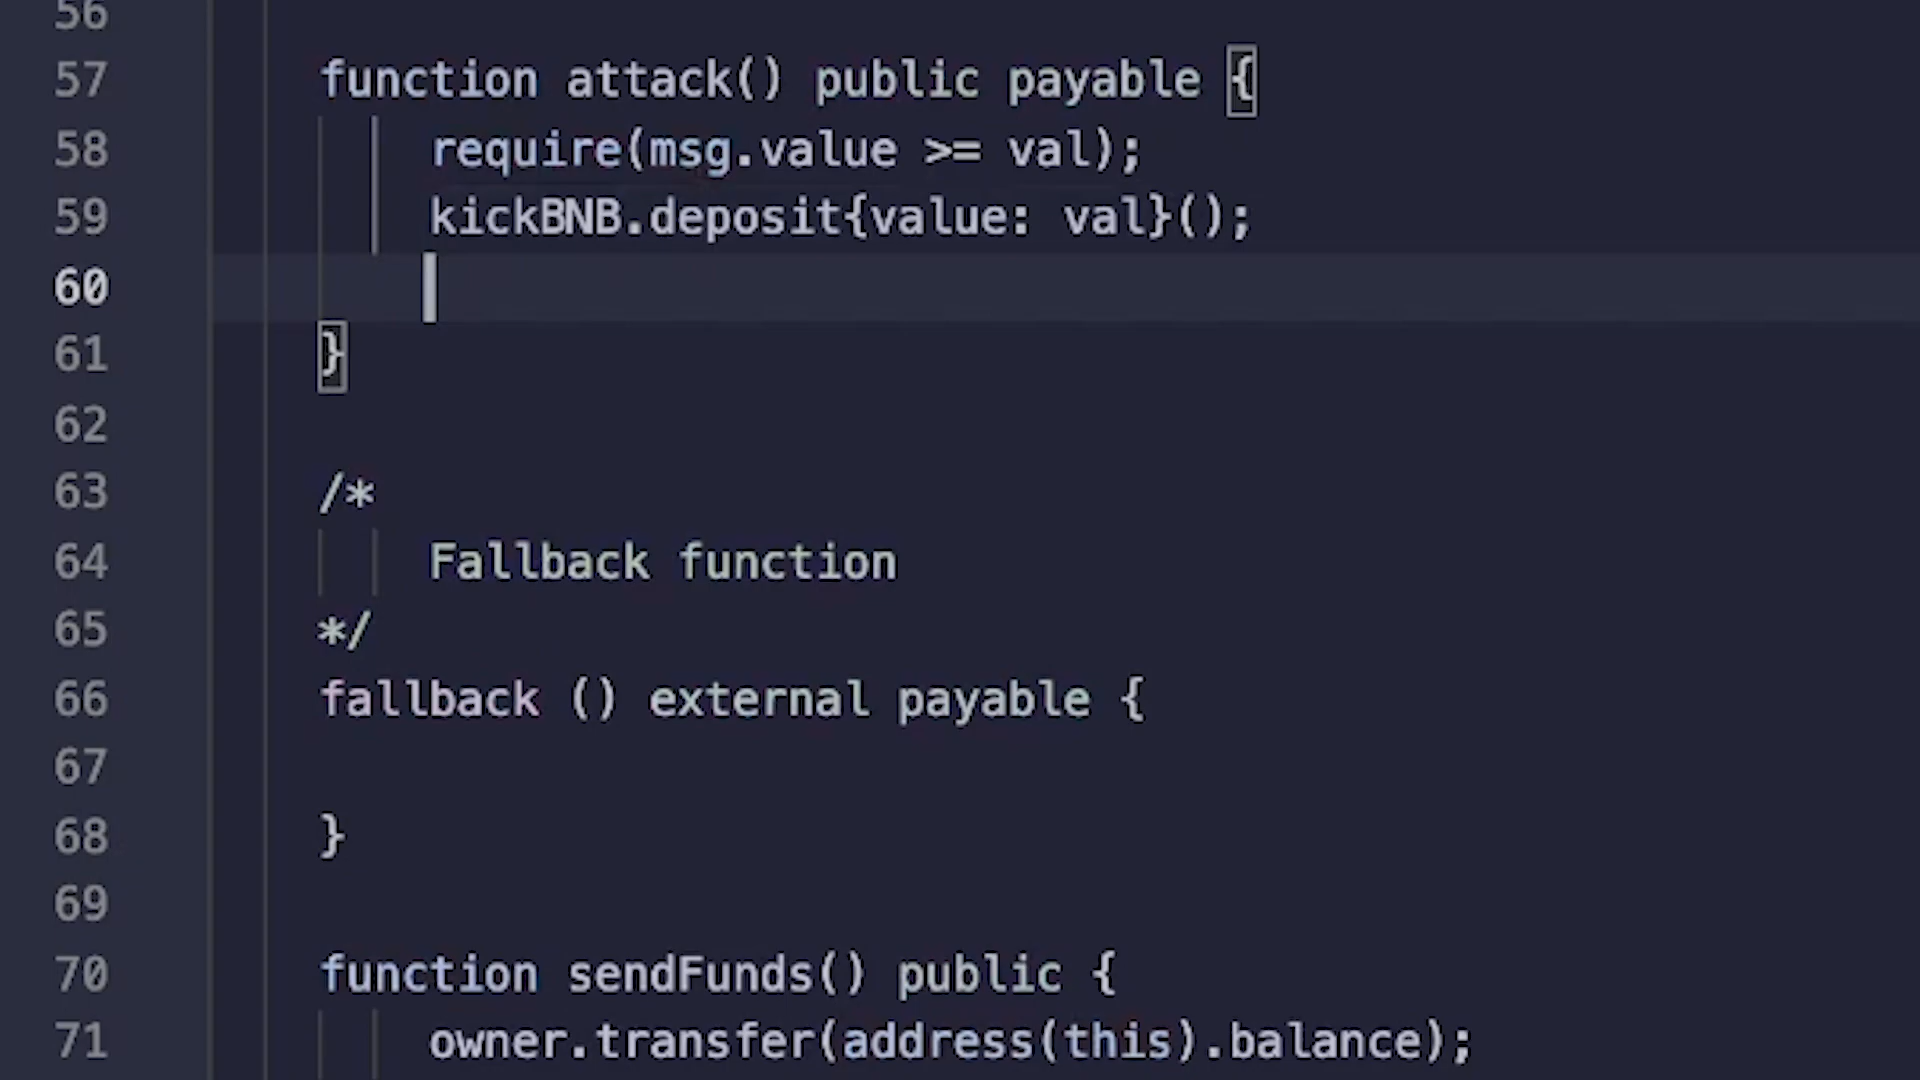 56
57 function attack() public payable {
58 require(msg.value >= val);
59 kickBNB.deposit{value: val}();
60
61 }
62
63 /*
64 Fallback function
65 */
66 fallback () external payable {
67
68 }
69
70 function sendFunds() public {
71 owner.transfer(address(this).balance);